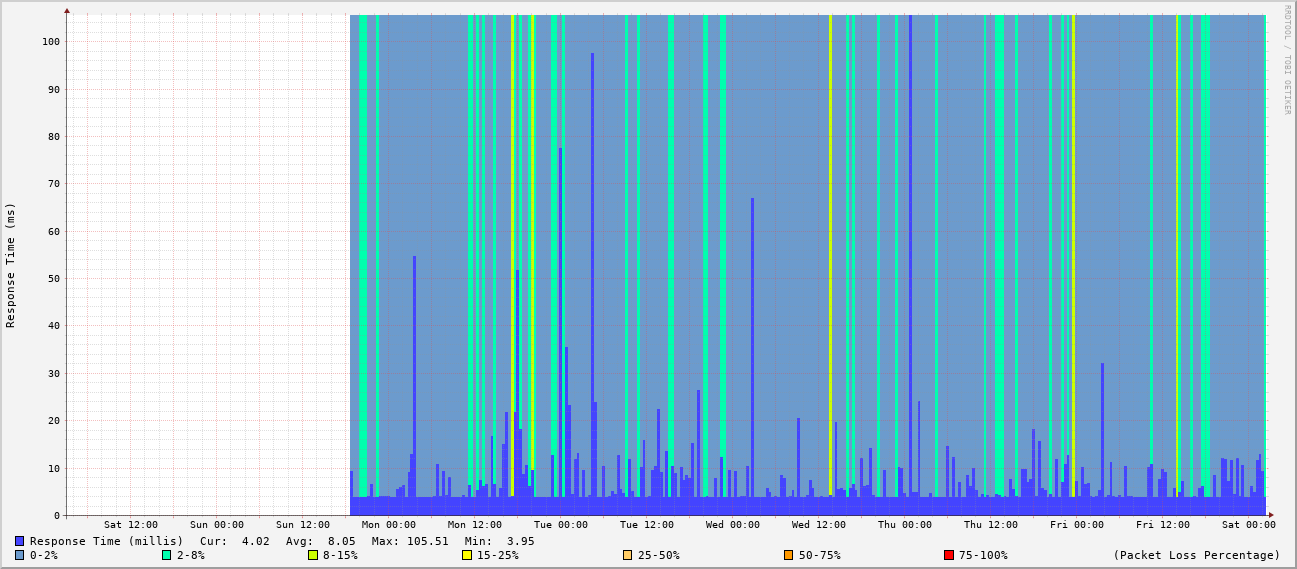 RRDTOOL / TOBI OETIKER
Response Time (ms)
100
90
80
70
60
50
40
30
20
10
0
Sat 12:00 Sun 00:00 Sun 12:00 Mon 00:00 Mon 12:00 Tue 00:00 Tue 12:00 Wed 00:00 Wed 12:00 Thu 00:00 Thu 12:00 Fri 00:00 Fri 12:00 Sat 00:00
Response Time (millis) Cur: 4.02 Avg: 8.05 Max: 105.51 Min: 3.95
0-2% 2-8% 8-15% 15-25% 25-50% 50-75% 75-100% (Packet Loss Percentage)